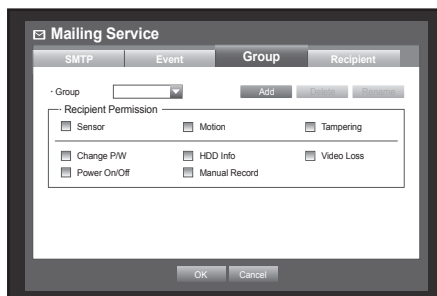 Mailing Service
SMTP Event Group Recipient
· Group Add Delete Rename
· Recipient Permission
Sensor Motion Tampering
Change P/W HDD Info Video Loss
Power On/Off Manual Record
OK Cancel